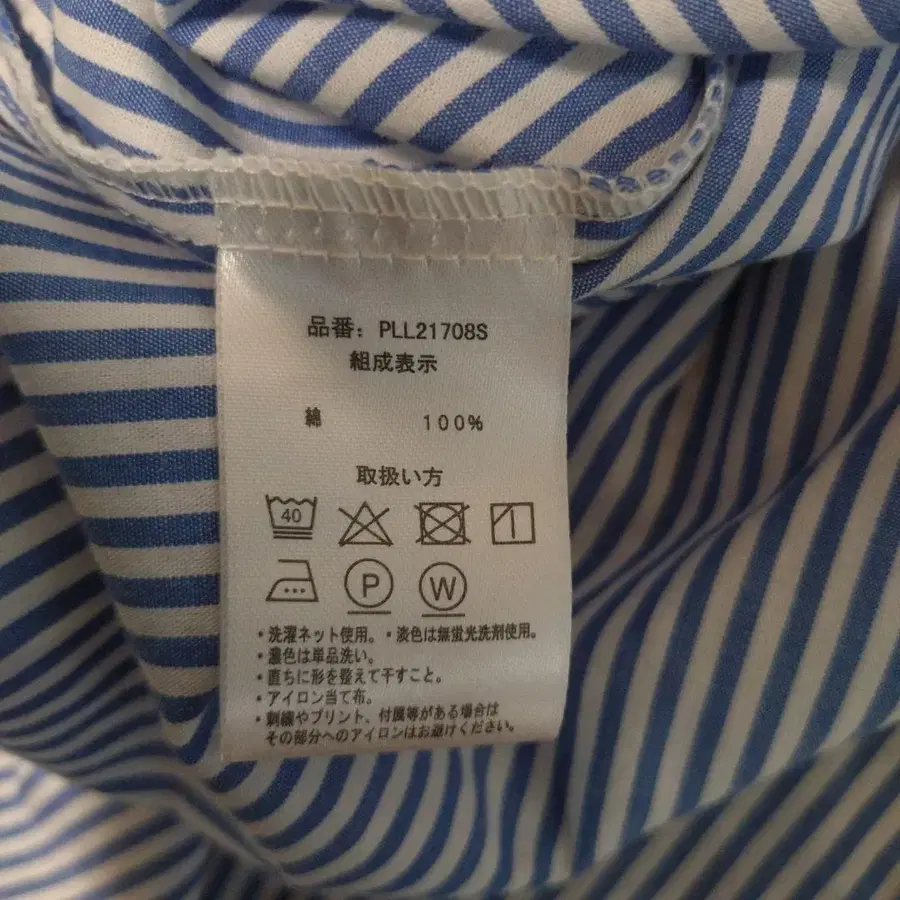 品番: PLL21708S
組成表示
綿 100%
取扱い方
40
P W
・洗濯ネット使用。・淡色は無蛍光洗剤使用。
・濃色は単品洗い。
・直ちに形を整えて干すこと。
・アイロン当て布。
・刺繍やプリント、付属等がある場合は
その部分へのアイロンはお避けください。